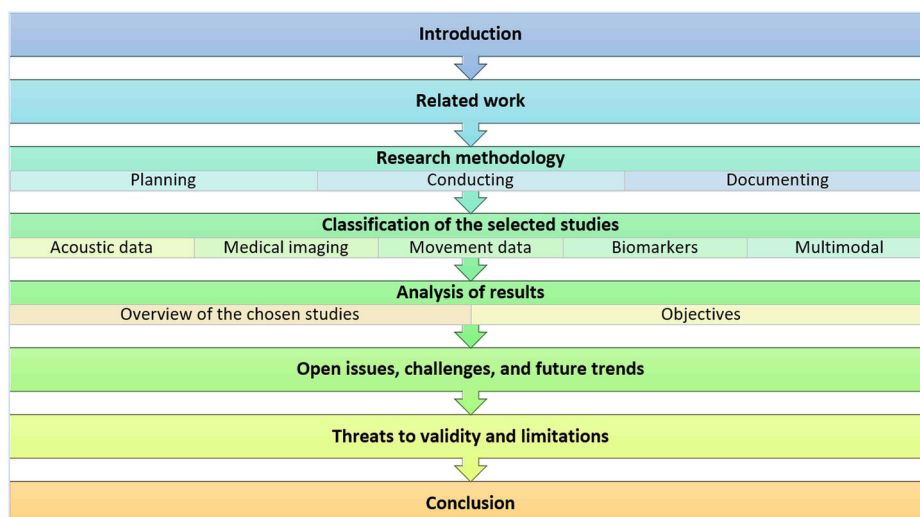 Introduction
Related work
Research methodology
Planning Conducting Documenting
Classification of the selected studies
Acoustic data Medical imaging Movement data Biomarkers Multimodal
Analysis of results
Overview of the chosen studies Objectives
Open issues, challenges, and future trends
Threats to validity and limitations
Conclusion